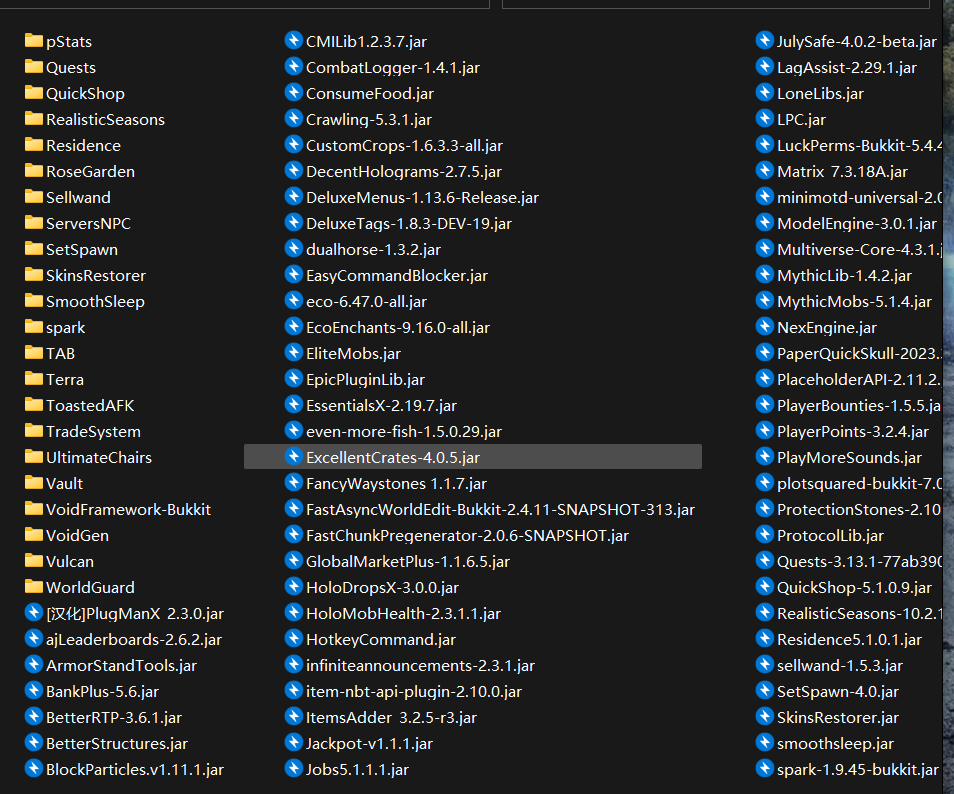 pStats
Quests
QuickShop
RealisticSeasons
Residence
RoseGarden
Sellwand
ServersNPC
SetSpawn
SkinsRestorer
SmoothSleep
spark
TAB
Terra
ToastedAFK
TradeSystem
UltimateChairs
Vault
VoidFramework-Bukkit
VoidGen
Vulcan
WorldGuard
[汉化]PlugManX_2.3.0.jar
ajLeaderboards-2.6.2.jar
ArmorStandTools.jar
BankPlus-5.6.jar
BetterRTP-3.6.1.jar
BetterStructures.jar
BlockParticles.v1.11.1.jar
CMILib1.2.3.7.jar
CombatLogger-1.4.1.jar
ConsumeFood.jar
Crawling-5.3.1.jar
CustomCrops-1.6.3.3-all.jar
DecentHolograms-2.7.5.jar
DeluxeMenus-1.13.6-Release.jar
DeluxeTags-1.8.3-DEV-19.jar
dualhorse-1.3.2.jar
EasyCommandBlocker.jar
eco-6.47.0-all.jar
EcoEnchants-9.16.0-all.jar
EliteMobs.jar
EpicPluginLib.jar
EssentialsX-2.19.7.jar
even-more-fish-1.5.0.29.jar
ExcellentCrates-4.0.5.jar
FancyWaystones 1.1.7.jar
FastAsyncWorldEdit-Bukkit-2.4.11-SNAPSHOT-313.jar
FastChunkPregenerator-2.0.6-SNAPSHOT.jar
GlobalMarketPlus-1.1.6.5.jar
HoloDropsX-3.0.0.jar
HoloMobHealth-2.3.1.1.jar
HotkeyCommand.jar
infiniteannouncements-2.3.1.jar
item-nbt-api-plugin-2.10.0.jar
ItemsAdder_3.2.5-r3.jar
Jackpot-v1.1.1.jar
Jobs5.1.1.1.jar
JulySafe-4.0.2-beta.jar
LagAssist-2.29.1.jar
LoneLibs.jar
LPC.jar
LuckPerms-Bukkit-5.4.4
Matrix_7.3.18A.jar
minimotd-universal-2.0
ModelEngine-3.0.1.jar
Multiverse-Core-4.3.1.j
MythicLib-1.4.2.jar
MythicMobs-5.1.4.jar
NexEngine.jar
PaperQuickSkull-2023.
PlaceholderAPI-2.11.2.
PlayerBounties-1.5.5.ja
PlayerPoints-3.2.4.jar
PlayMoreSounds.jar
plotsquared-bukkit-7.0
ProtectionStones-2.10
ProtocolLib.jar
Quests-3.13.1-77ab390
QuickShop-5.1.0.9.jar
RealisticSeasons-10.2.1
Residence5.1.0.1.jar
sellwand-1.5.3.jar
SetSpawn-4.0.jar
SkinsRestorer.jar
smoothsleep.jar
spark-1.9.45-bukkit.jar